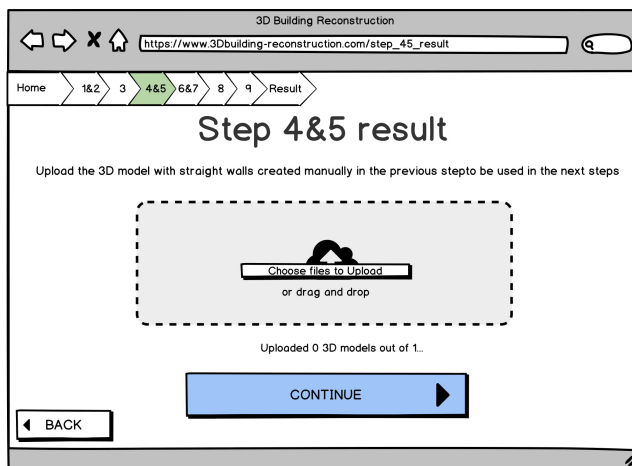 3D Building Reconstruction
https://www.3Dbuilding-reconstruction.com/step_45_result
Home 1&2 3 4&5 6&7 8 9 Result
Step 4&5 result
Upload the 3D model with straight walls created manually in the previous stepto be used in the next steps
Choose files to Upload
or drag and drop
Uploaded 0 3D models out of 1...
CONTINUE
BACK